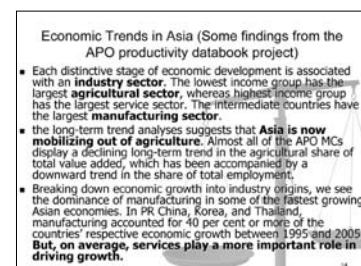 Economic Trends in Asia (Some findings from the
APO productivity databook project)
Each distinctive stage of economic development is associated
with an industry sector. The lowest income group has the
largest agricultural sector, whereas highest income group
has the largest service sector. The intermediate countries have
the largest manufacturing sector.
the long-term trend analyses suggests that Asia is now
mobilizing out of agriculture. Almost all of the APO MCs
display a declining long-term trend in the agricultural share of
total value added, which has been accompanied by a
downward trend in the share of total employment.
Breaking down economic growth into industry origins, we see
the dominance of manufacturing in some of the fastest growing
Asian economies. In PR China, Korea, and Thailand,
manufacturing accounted for 40 per cent or more of the
countries' respective economic growth between 1995 and 2005.
But, on average, services play a more important role in
driving growth.